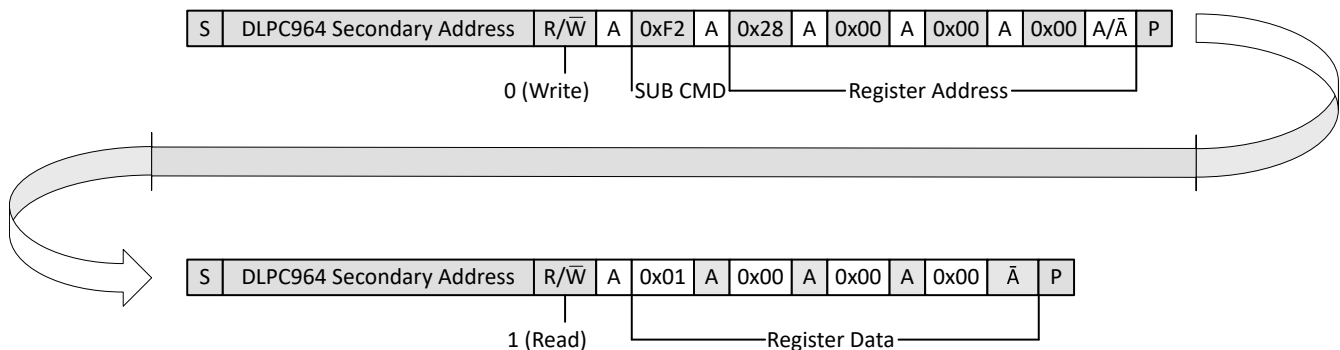 S DLPC964 Secondary Address R/W̅ A 0xF2 A 0x28 A 0x00 A 0x00 A 0x00 A/Ā P
0 (Write) SUB CMD Register Address
S DLPC964 Secondary Address R/W̅ A 0x01 A 0x00 A 0x00 A 0x00 Ā P
1 (Read) Register Data